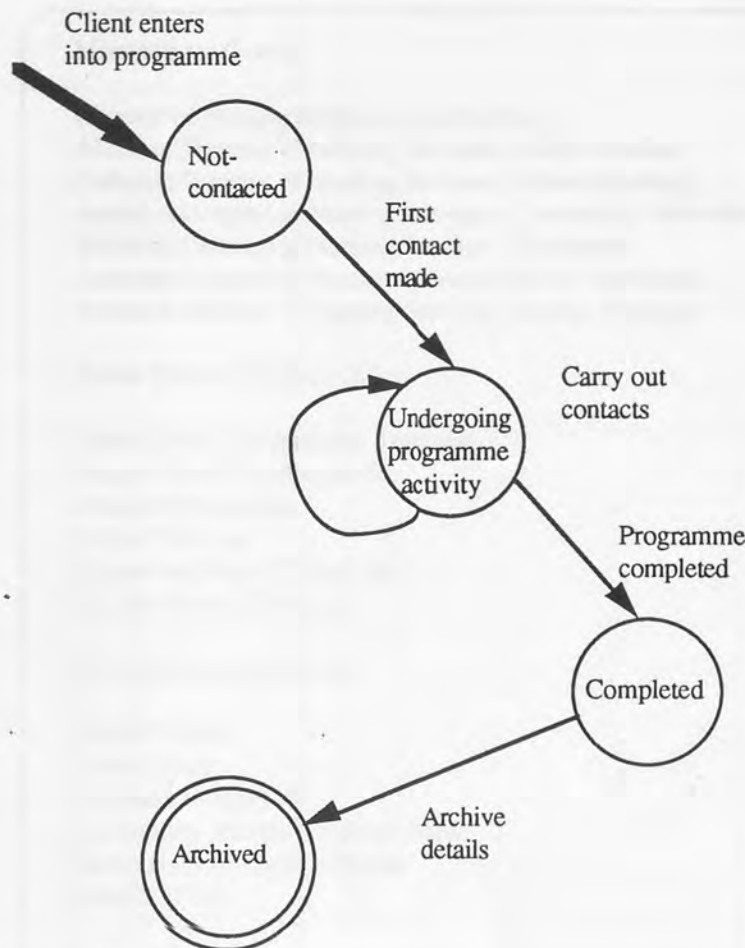 Client enters
into programme
Not-
contacted
First
contact
made
Carry out
contacts
Undergoing
programme
activity
Programme
completed
Completed
Archive
details
Archived